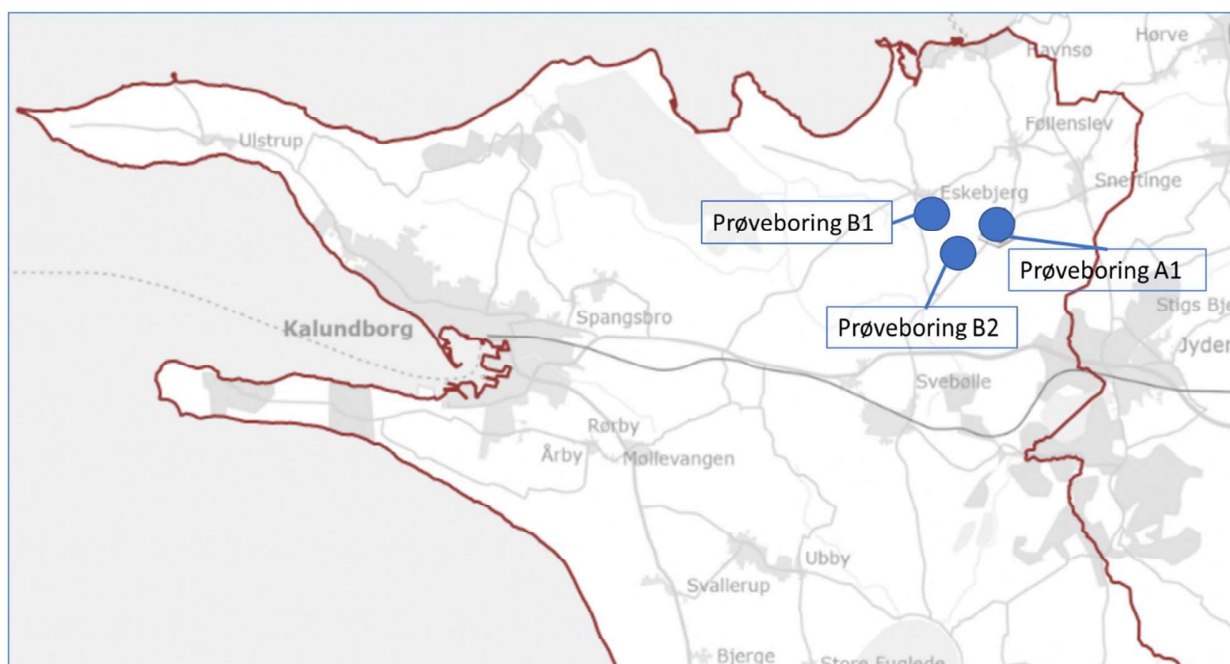 Havnsø
Hørve
Føllenslev
Ulstrup
Snertinge
Eskebjerg
Prøveboring B1
Prøveboring A1
Stigs Bje
Prøveboring B2
Kalundborg
Spangsbro
Jyder
Svebølle
Rørby
Årby
Møllevangen
Ubby
Svallerup
Bjerge
Store Fuglede